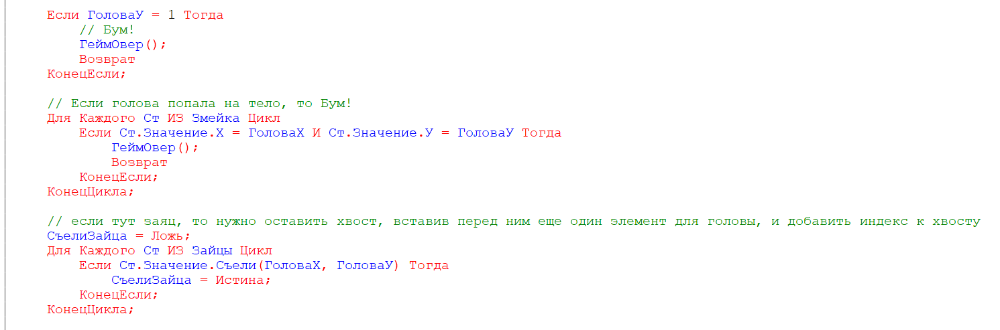 Если ГоловаУ = 1 Тогда
// Бум!
ГеймОвер();
Возврат
КонецЕсли;
// Если голова попала на тело, то Бум!
Для Каждого Ст ИЗ Змейка Цикл
Если Ст.Значение.Х = ГоловаХ И Ст.Значение.У = ГоловаУ Тогда
ГеймОвер();
Возврат
КонецЕсли;
КонецЦикла;
// если тут заяц, то нужно оставить хвост, вставив перед ним еще один элемент для головы, и добавить индекс к хвосту
СъелиЗайца = Ложь;
Для Каждого Ст ИЗ Зайцы Цикл
Если Ст.Значение.Съели(ГоловаХ, ГоловаУ) Тогда
СъелиЗайца = Истина;
КонецЕсли;
КонецЦикла;